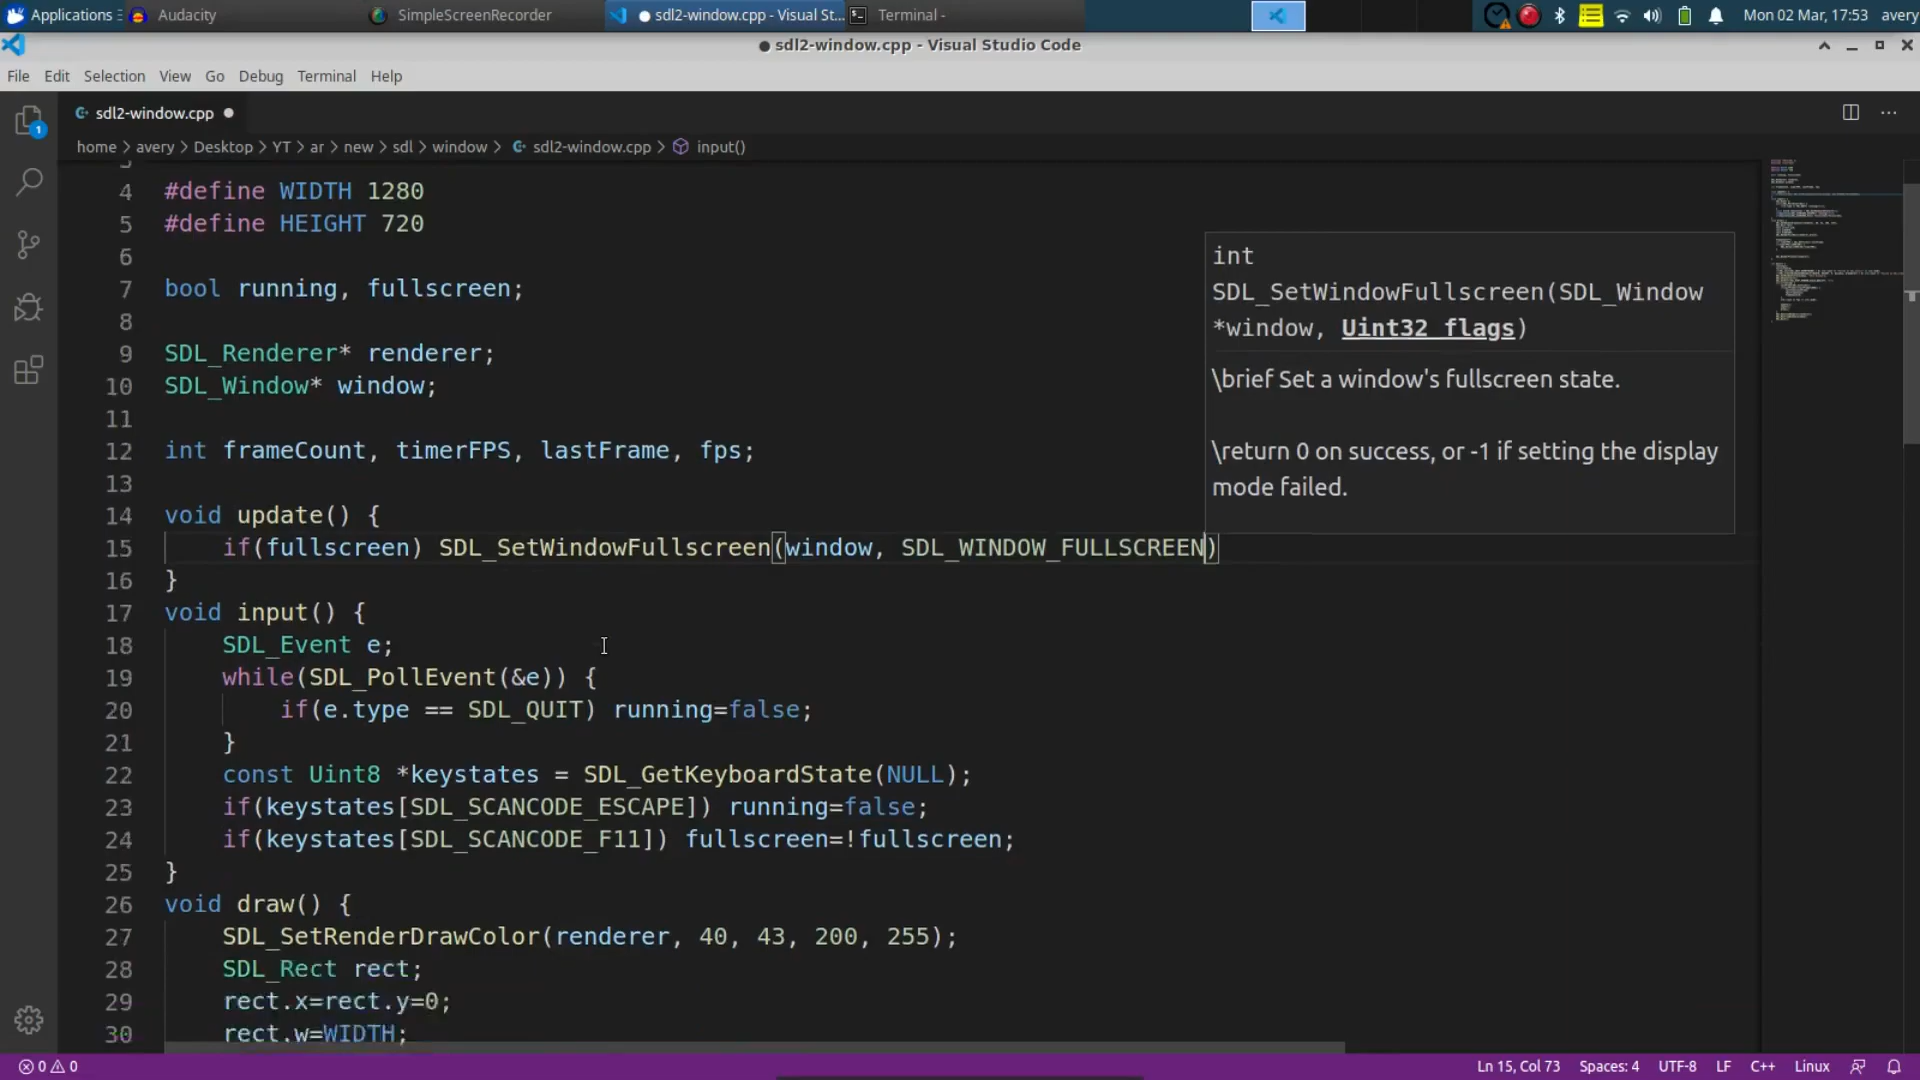 Applications Audacity SimpleScreenRecorder ● sdl2-window.cpp - Visual St... Terminal - Mon 02 Mar, 17:53 avery
● sdl2-window.cpp - Visual Studio Code
File Edit Selection View Go Debug Terminal Help
sdl2-window.cpp ●
home > avery > Desktop > YT > ar > new > sdl > window > sdl2-window.cpp > input()
1
4 #define WIDTH 1280
5 #define HEIGHT 720
6
7 bool running, fullscreen;
8
9 SDL_Renderer* renderer;
10 SDL_Window* window;
11
12 int frameCount, timerFPS, lastFrame, fps;
13
14 void update() {
15 if(fullscreen) SDL_SetWindowFullscreen(window, SDL_WINDOW_FULLSCREEN)
16 }
17 void input() {
18 SDL_Event e;
19 while(SDL_PollEvent(&e)) {
20 if(e.type == SDL_QUIT) running=false;
21 }
22 const Uint8 *keystates = SDL_GetKeyboardState(NULL);
23 if(keystates[SDL_SCANCODE_ESCAPE]) running=false;
24 if(keystates[SDL_SCANCODE_F11]) fullscreen=!fullscreen;
25 }
26 void draw() {
27 SDL_SetRenderDrawColor(renderer, 40, 43, 200, 255);
28 SDL_Rect rect;
29 rect.x=rect.y=0;
30 rect.w=WIDTH;
int
SDL_SetWindowFullscreen(SDL_Window
*window, Uint32 flags)
\brief Set a window's fullscreen state.
\return 0 on success, or -1 if setting the display
mode failed.
0 0 Ln 15, Col 73 Spaces: 4 UTF-8 LF C++ Linux